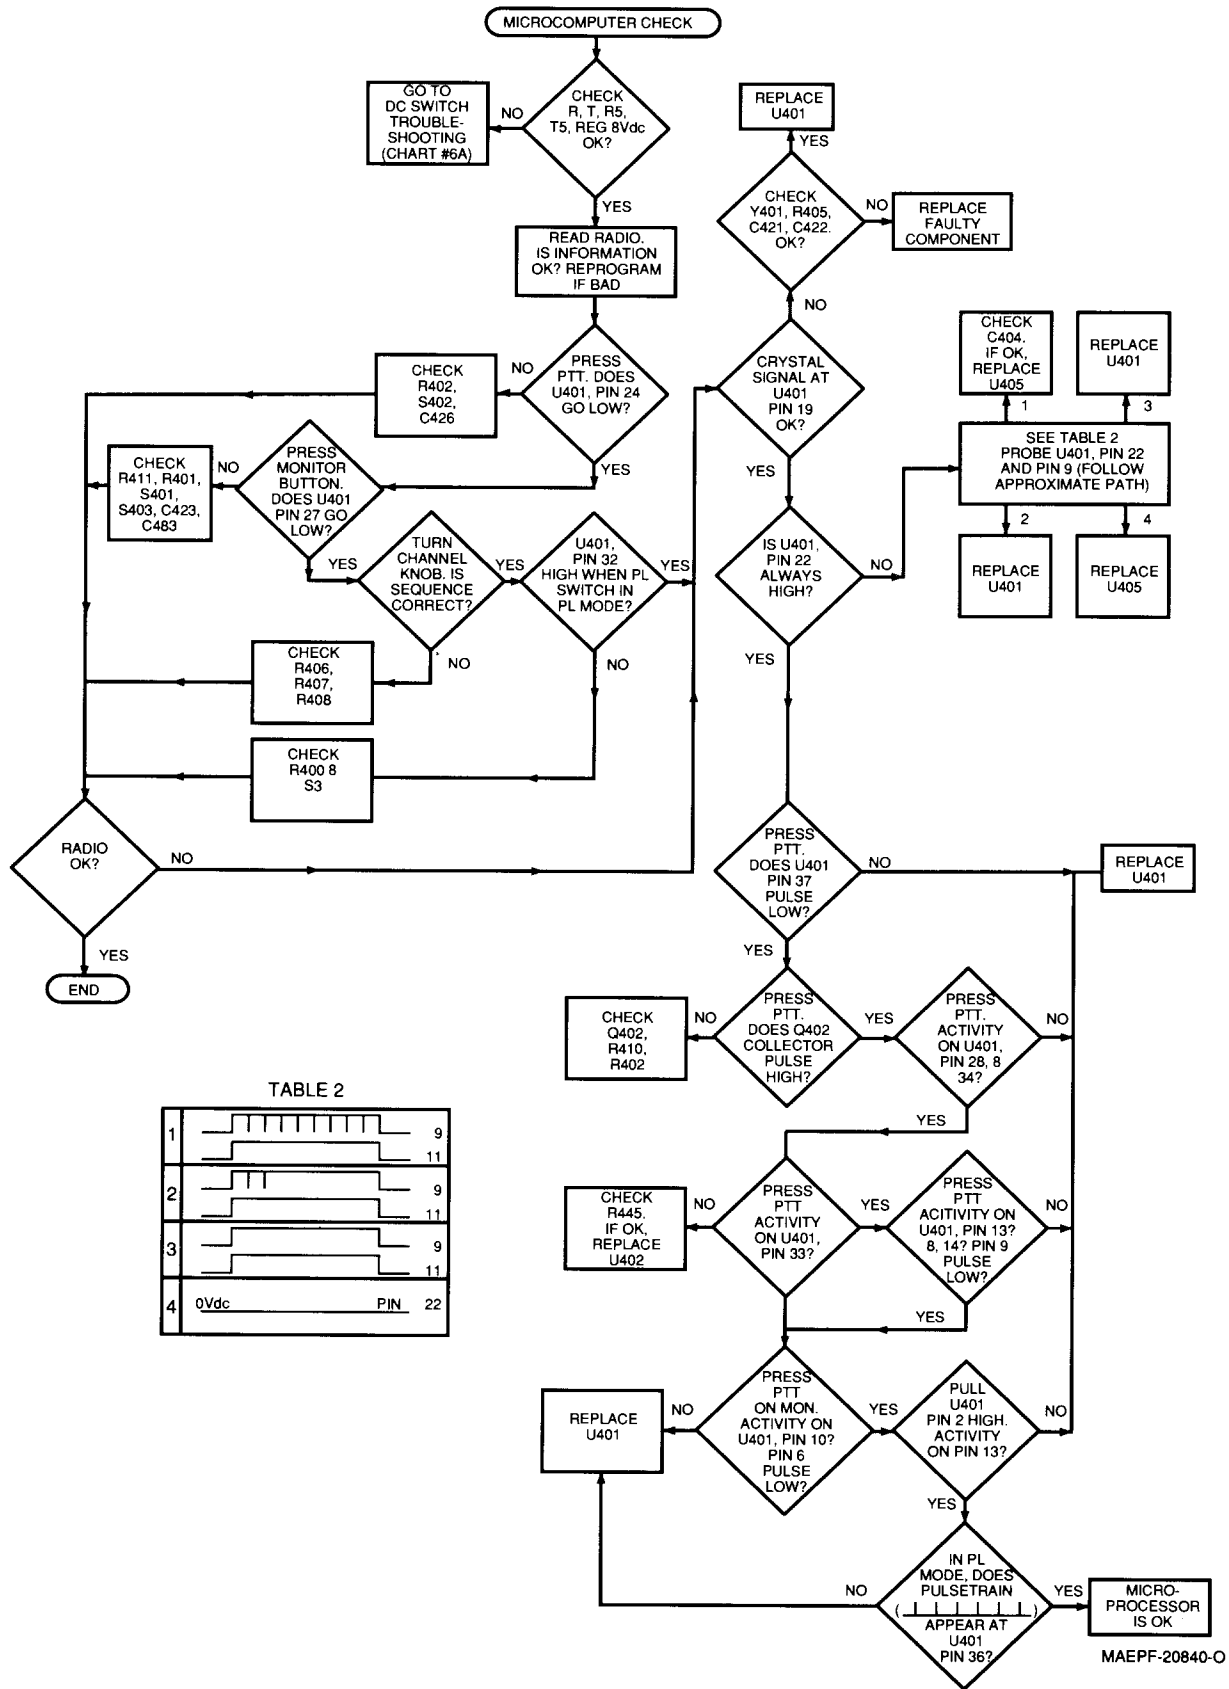 MICROCOMPUTER CHECK
GO TO
DC SWITCH
TROUBLE-
SHOOTING
(CHART #6A)
NO
CHECK
R, T, R5,
T5, REG 8Vdc
OK?
YES
READ RADIO.
IS INFORMATION
OK? REPROGRAM
IF BAD
CHECK
R402,
S402,
C426
NO
PRESS
PTT. DOES
U401, PIN 24
GO LOW?
YES
CHECK
R411, R401,
S401,
S403, C423,
C483
NO
PRESS
MONITOR
BUTTON.
DOES U401
PIN 27 GO
LOW?
YES
TURN
CHANNEL
KNOB. IS
SEQUENCE
CORRECT?
YES
U401,
PIN 32
HIGH WHEN PL
SWITCH IN
PL MODE?
YES
NO
NO
CHECK
R406,
R407,
R408
CHECK
R400 8
S3
RADIO
OK?
NO
YES
END
REPLACE
U401
YES
CHECK
Y401, R405,
C421, C422.
OK?
NO
REPLACE
FAULTY
COMPONENT
NO
CRYSTAL
SIGNAL AT
U401
PIN 19
OK?
YES
CHECK
C404.
IF OK,
REPLACE
U405
REPLACE
U401
1
3
SEE TABLE 2
PROBE U401, PIN 22
AND PIN 9 (FOLLOW
APPROXIMATE PATH)
2
4
REPLACE
U401
REPLACE
U405
IS U401,
PIN 22
ALWAYS
HIGH?
NO
YES
PRESS
PTT.
DOES U401
PIN 37
PULSE
LOW?
NO
REPLACE
U401
YES
CHECK
Q402,
R410,
R402
NO
PRESS
PTT.
DOES Q402
COLLECTOR
PULSE
HIGH?
YES
PRESS
PTT.
ACTIVITY
ON U401,
PIN 28, 8
34?
NO
YES
CHECK
R445.
IF OK,
REPLACE
U402
NO
PRESS
PTT
ACTIVITY
ON U401,
PIN 33?
YES
PRESS
PTT
ACITIVITY ON
U401, PIN 13?
8, 14? PIN 9
PULSE
LOW?
NO
YES
REPLACE
U401
NO
PRESS
PTT
ON MON.
ACTIVITY ON
U401, PIN 10?
PIN 6
PULSE
LOW?
YES
PULL
U401
PIN 2 HIGH.
ACTIVITY
ON PIN 13?
NO
YES
NO
IN PL
MODE, DOES
PULSETRAIN
( )
APPEAR AT
U401
PIN 36?
YES
MICRO-
PROCESSOR
IS OK
TABLE 2
1 9
11
2 9
11
3 9
11
4 0Vdc PIN 22
MAEPF-20840-O